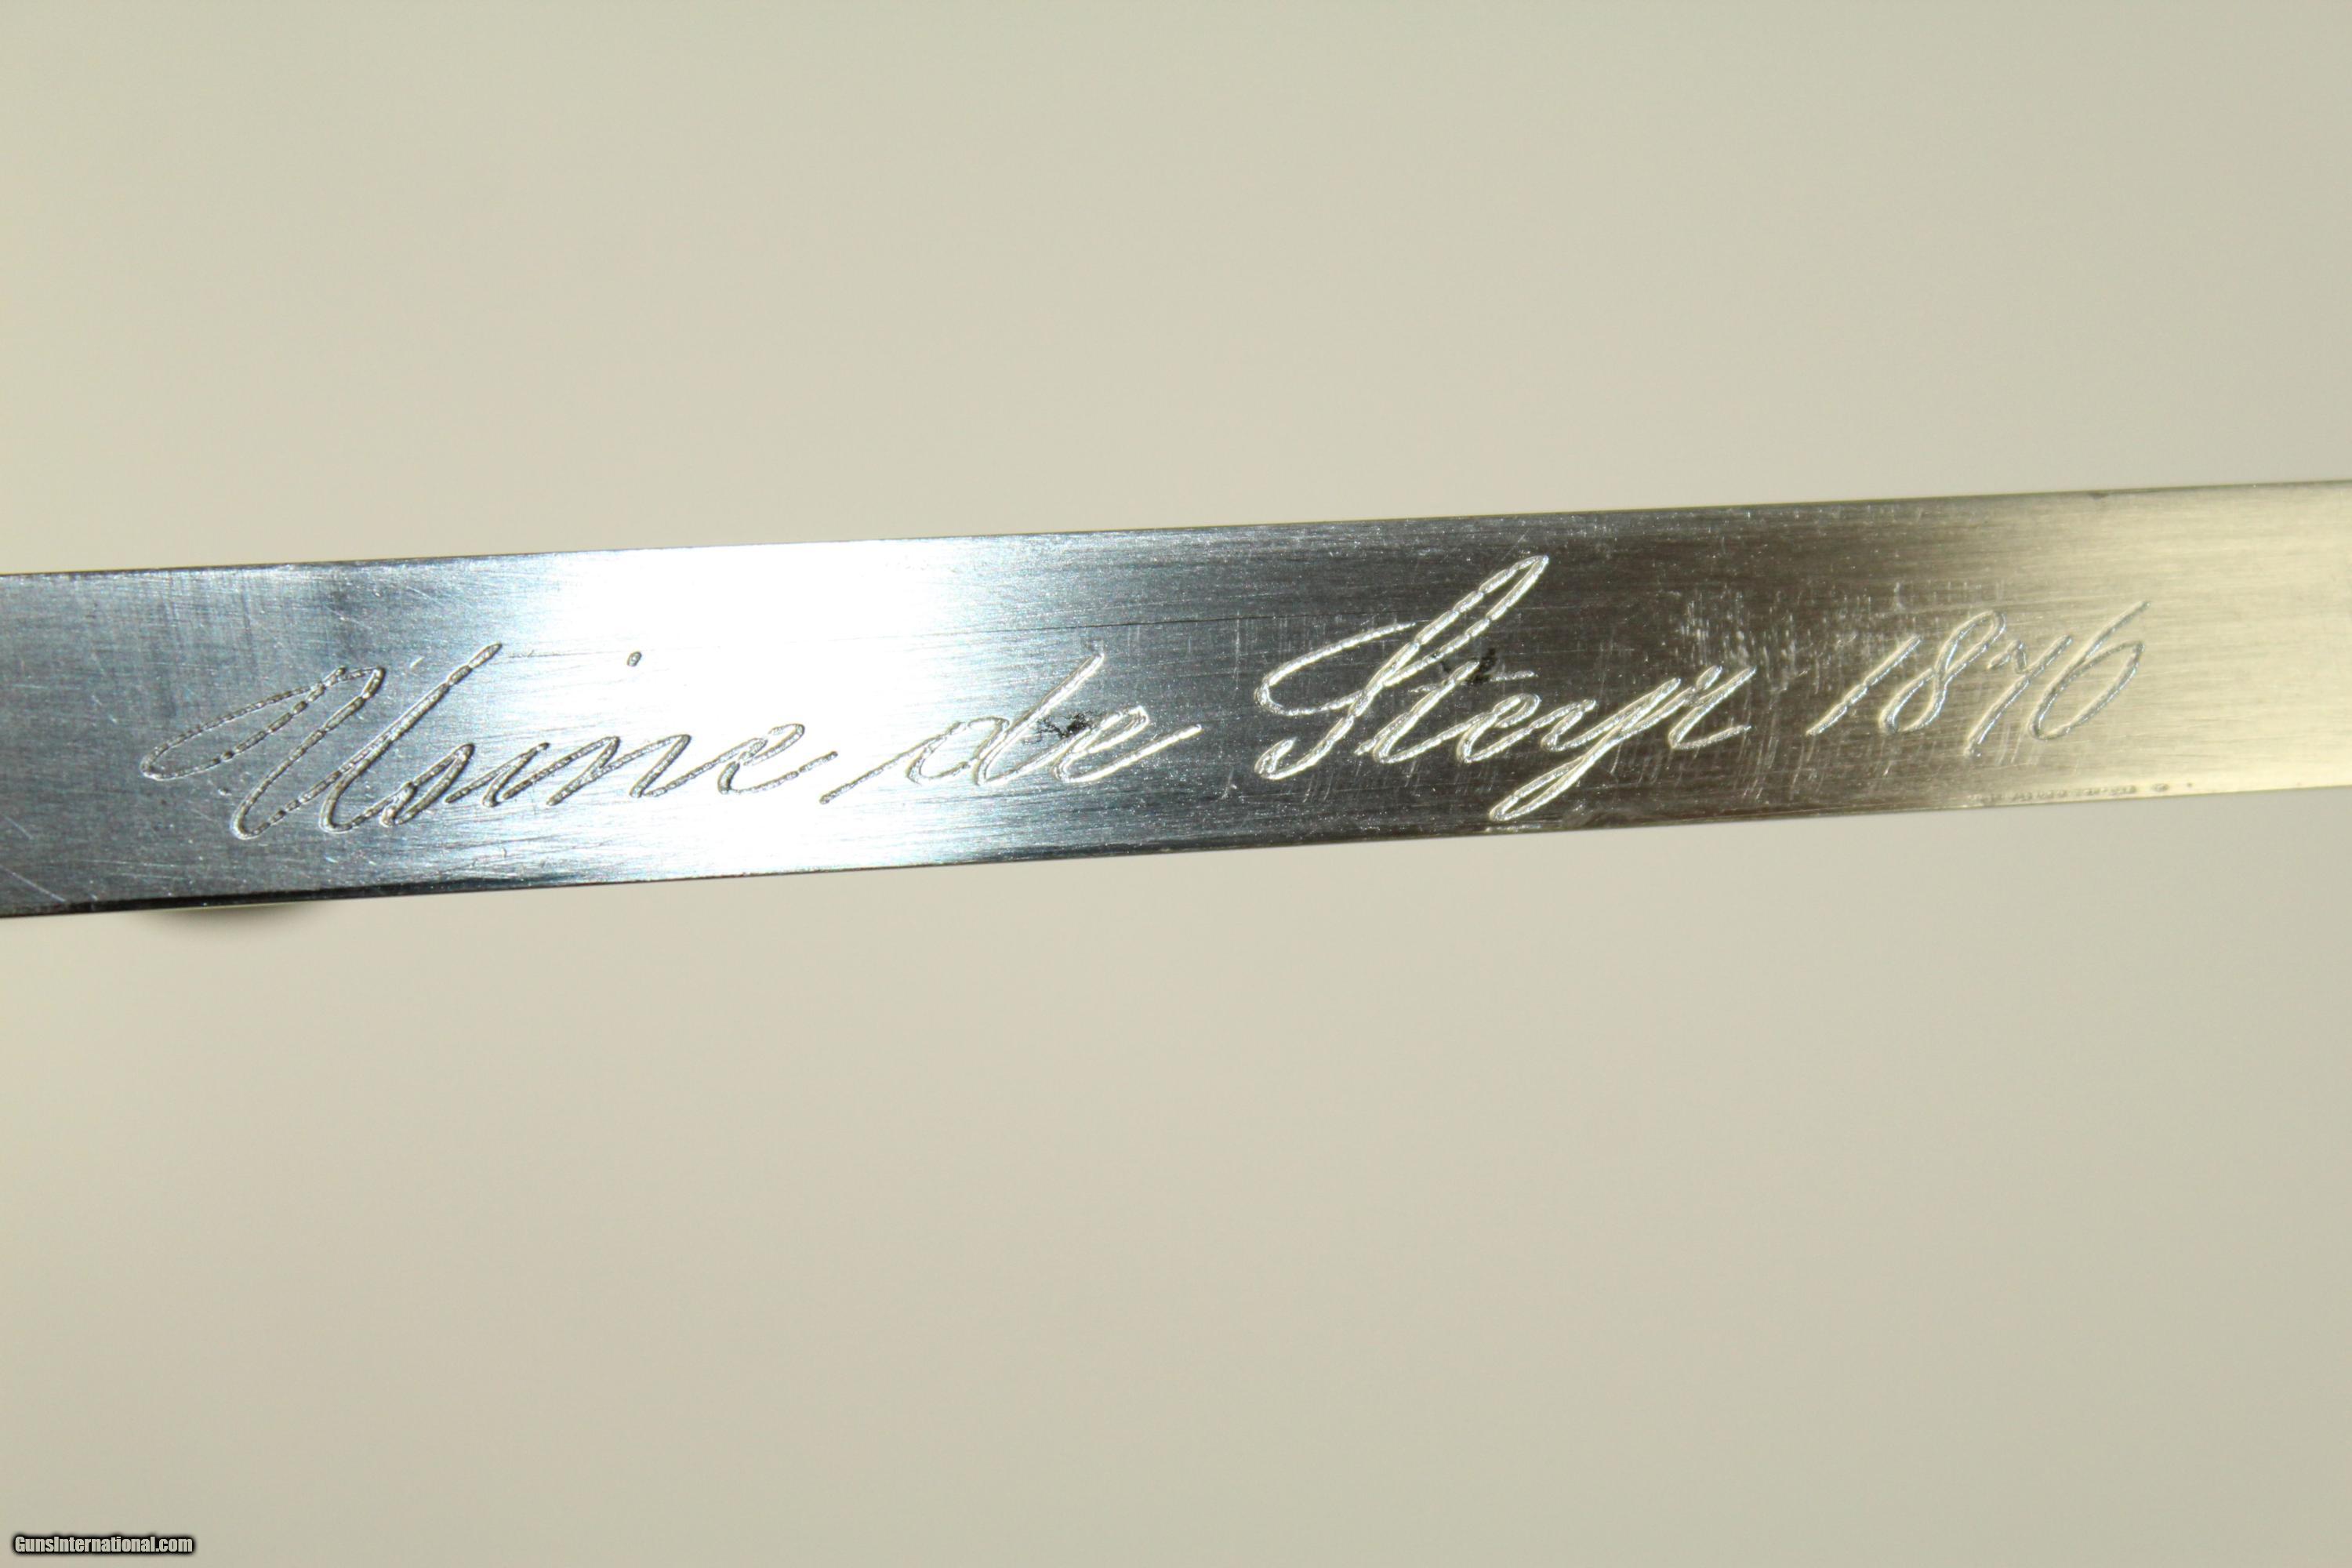 Usine de Steyr 1876
GunsInternational.com